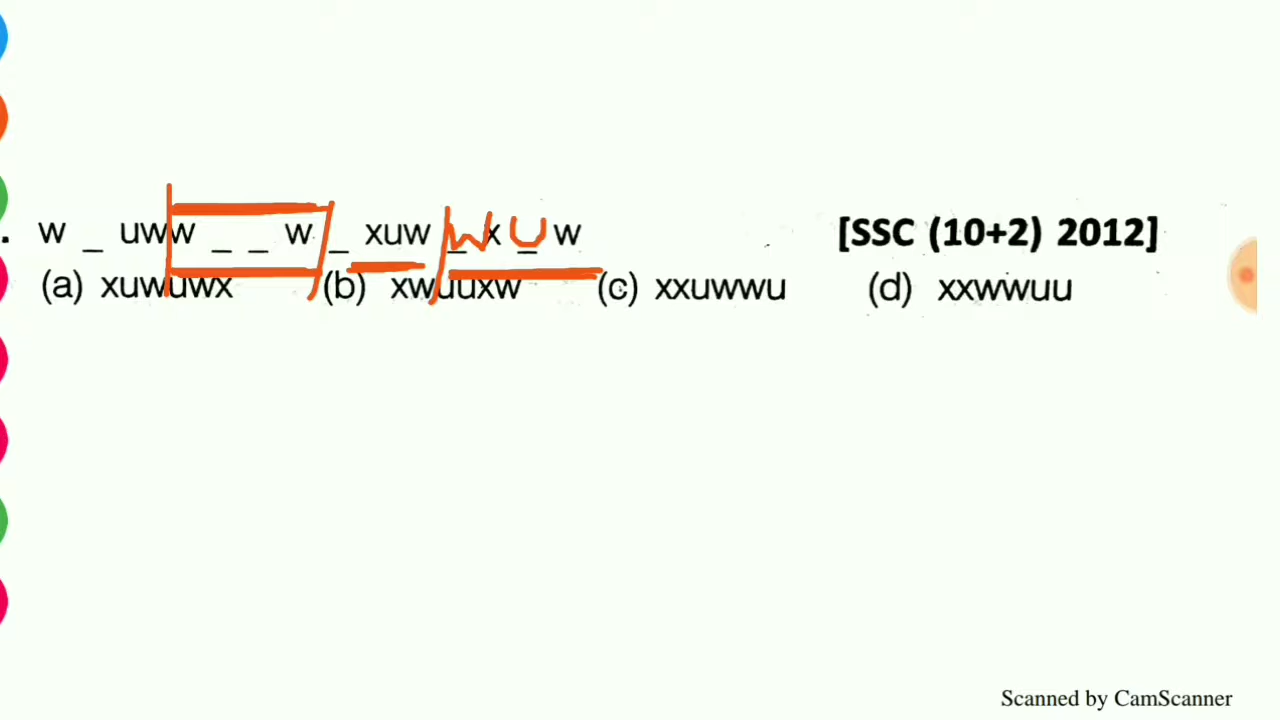 . w _ uww _ _ w _ xuw W x U w [SSC (10+2) 2012]
(a) xuwuwx (b) xwuuxw (c) xxuwwu (d) xxwwuu
Scanned by CamScanner